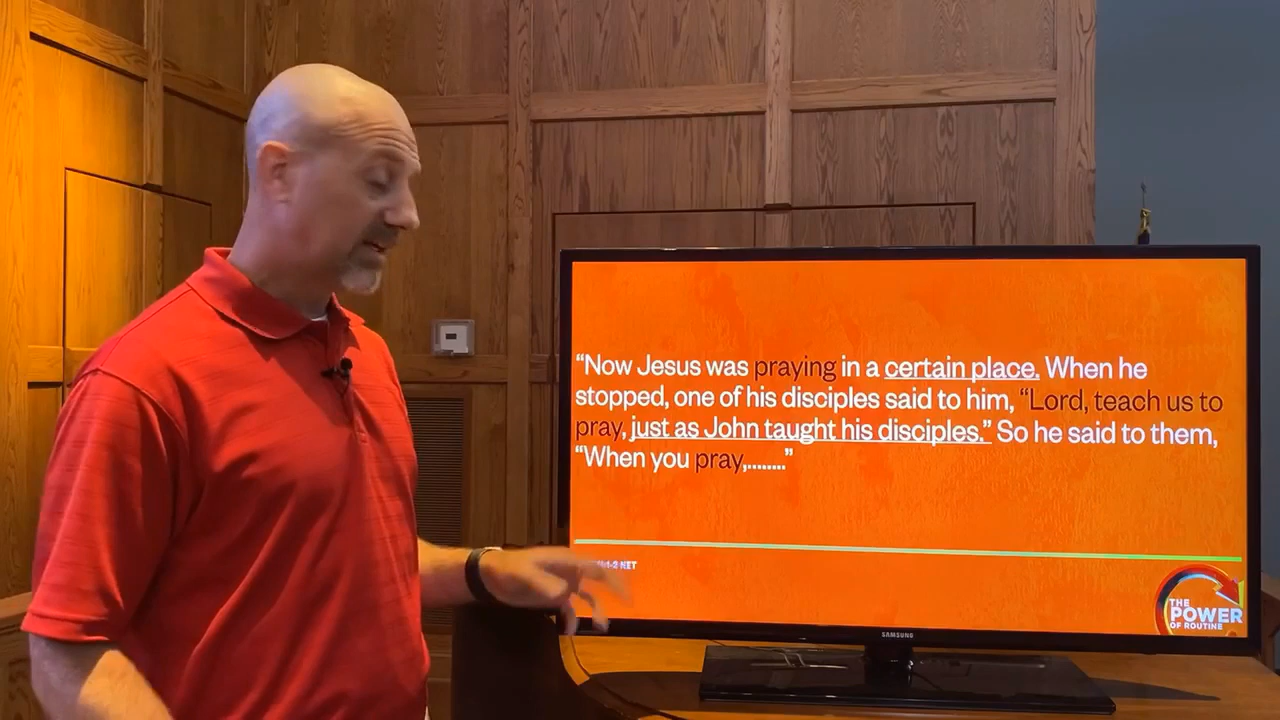 “Now Jesus was praying in a certain place. When he
stopped, one of his disciples said to him, “Lord, teach us to
pray, just as John taught his disciples.” So he said to them,
“When you pray,........”
1-2 NET
THE
POWER
OF ROUTINE
SAMSUNG